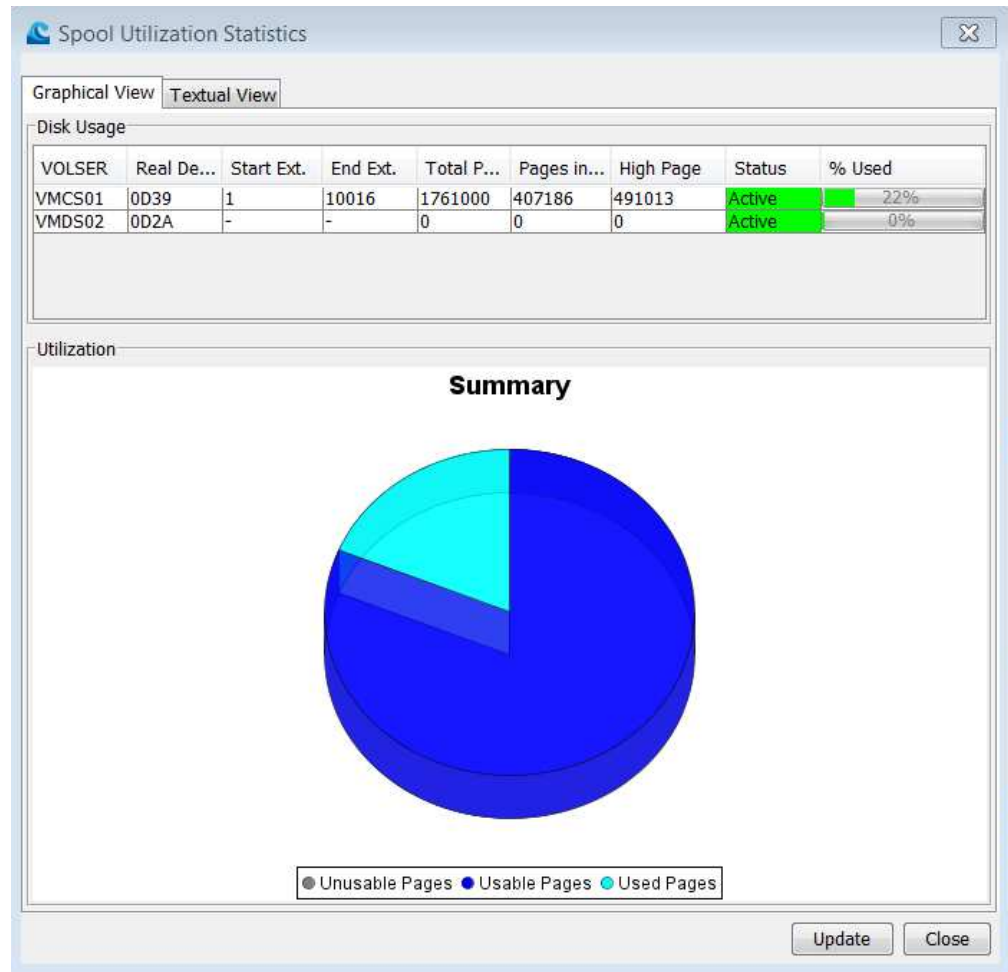 Spool Utilization Statistics
Graphical View Textual View
Disk Usage
VOLSER Real De... Start Ext. End Ext. Total P... Pages in... High Page Status % Used
VMCS01 0D39 1 10016 1761000 407186 491013 Active 22%
VMDS02 0D2A - - 0 0 0 Active 0%
Utilization
Summary
Unusable Pages Usable Pages Used Pages
Update Close